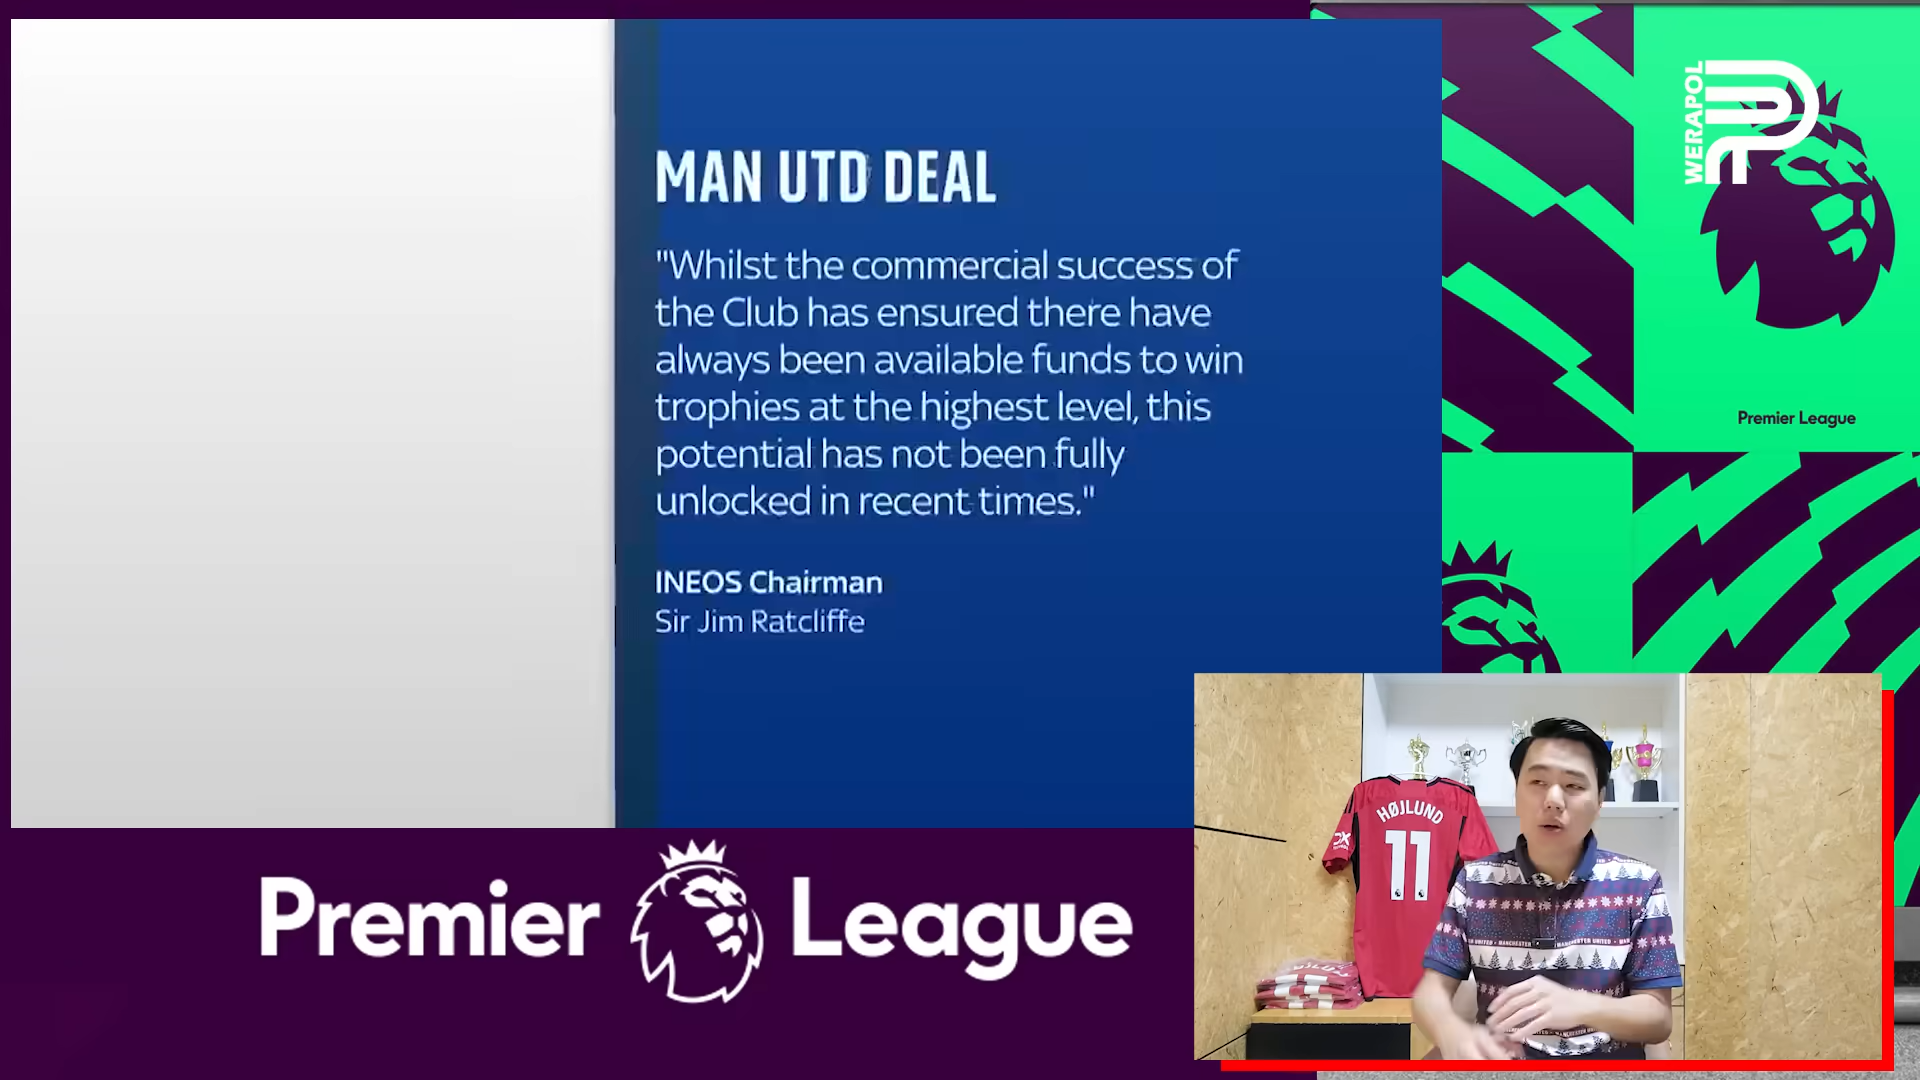 MAN UTD DEAL
"Whilst the commercial success of
the Club has ensured there have
always been available funds to win
trophies at the highest level, this
potential has not been fully
unlocked in recent times."
INEOS Chairman
Sir Jim Ratcliffe
WERAPOL
Premier League
Premier League
HØJLUND
11
MANCHESTER UNITED